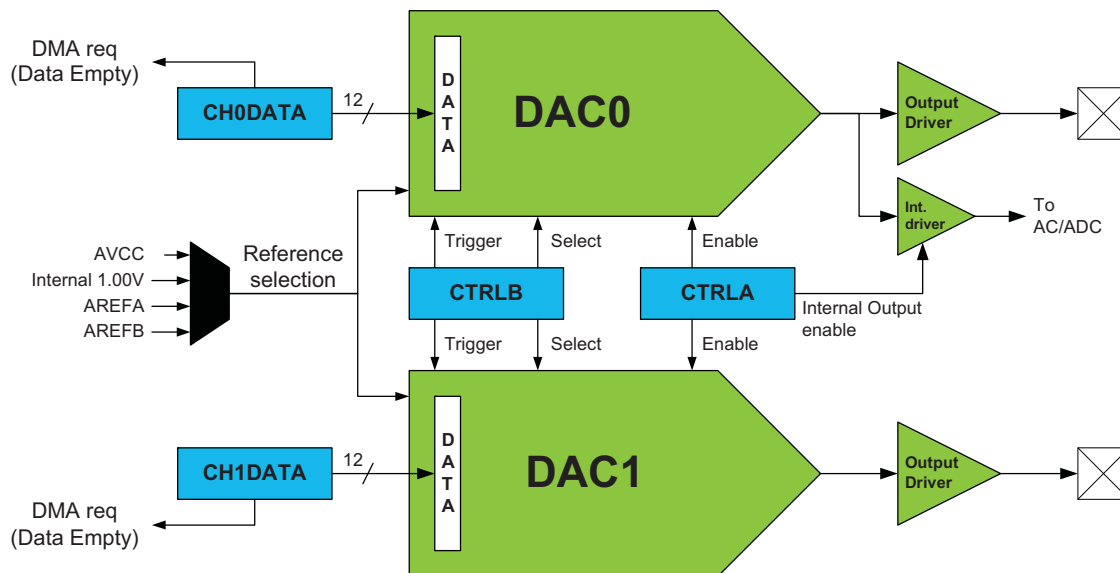 DMA req
(Data Empty)
CH0DATA
12
D
A
T
A
DAC0
Output
Driver
Int.
driver
To
AC/ADC
Trigger
Select
Enable
AVCC
Internal 1.00V
AREFA
AREFB
Reference
selection
CTRLB
CTRLA
Internal Output
enable
Trigger
Select
Enable
CH1DATA
12
D
A
T
A
DAC1
Output
Driver
DMA req
(Data Empty)